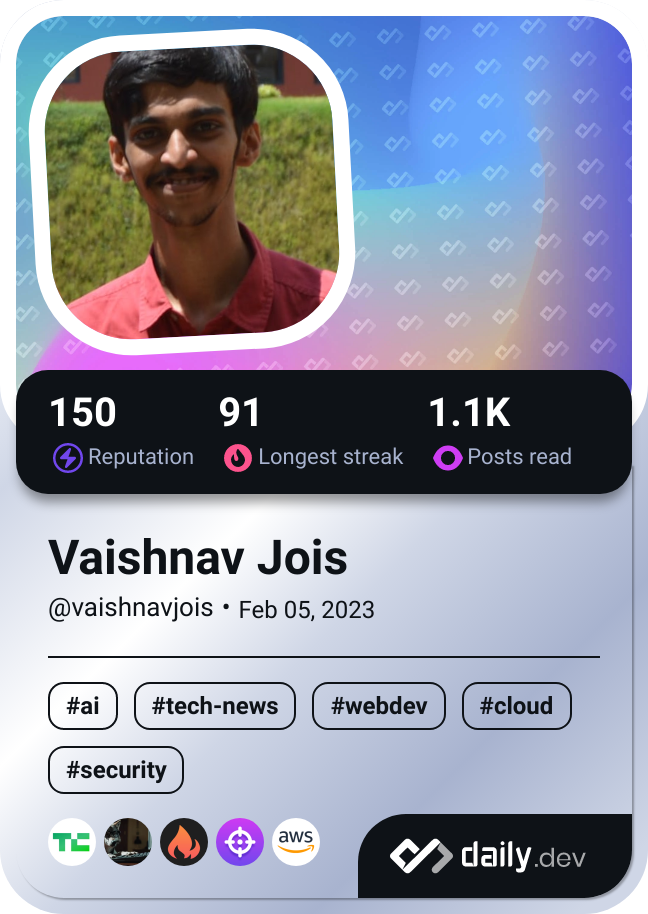 150 91 1.1K
Reputation Longest streak Posts read
Vaishnav Jois
@vaishnavjois • Feb 05, 2023
#ai #tech-news #webdev #cloud
#security
TC aws daily.dev